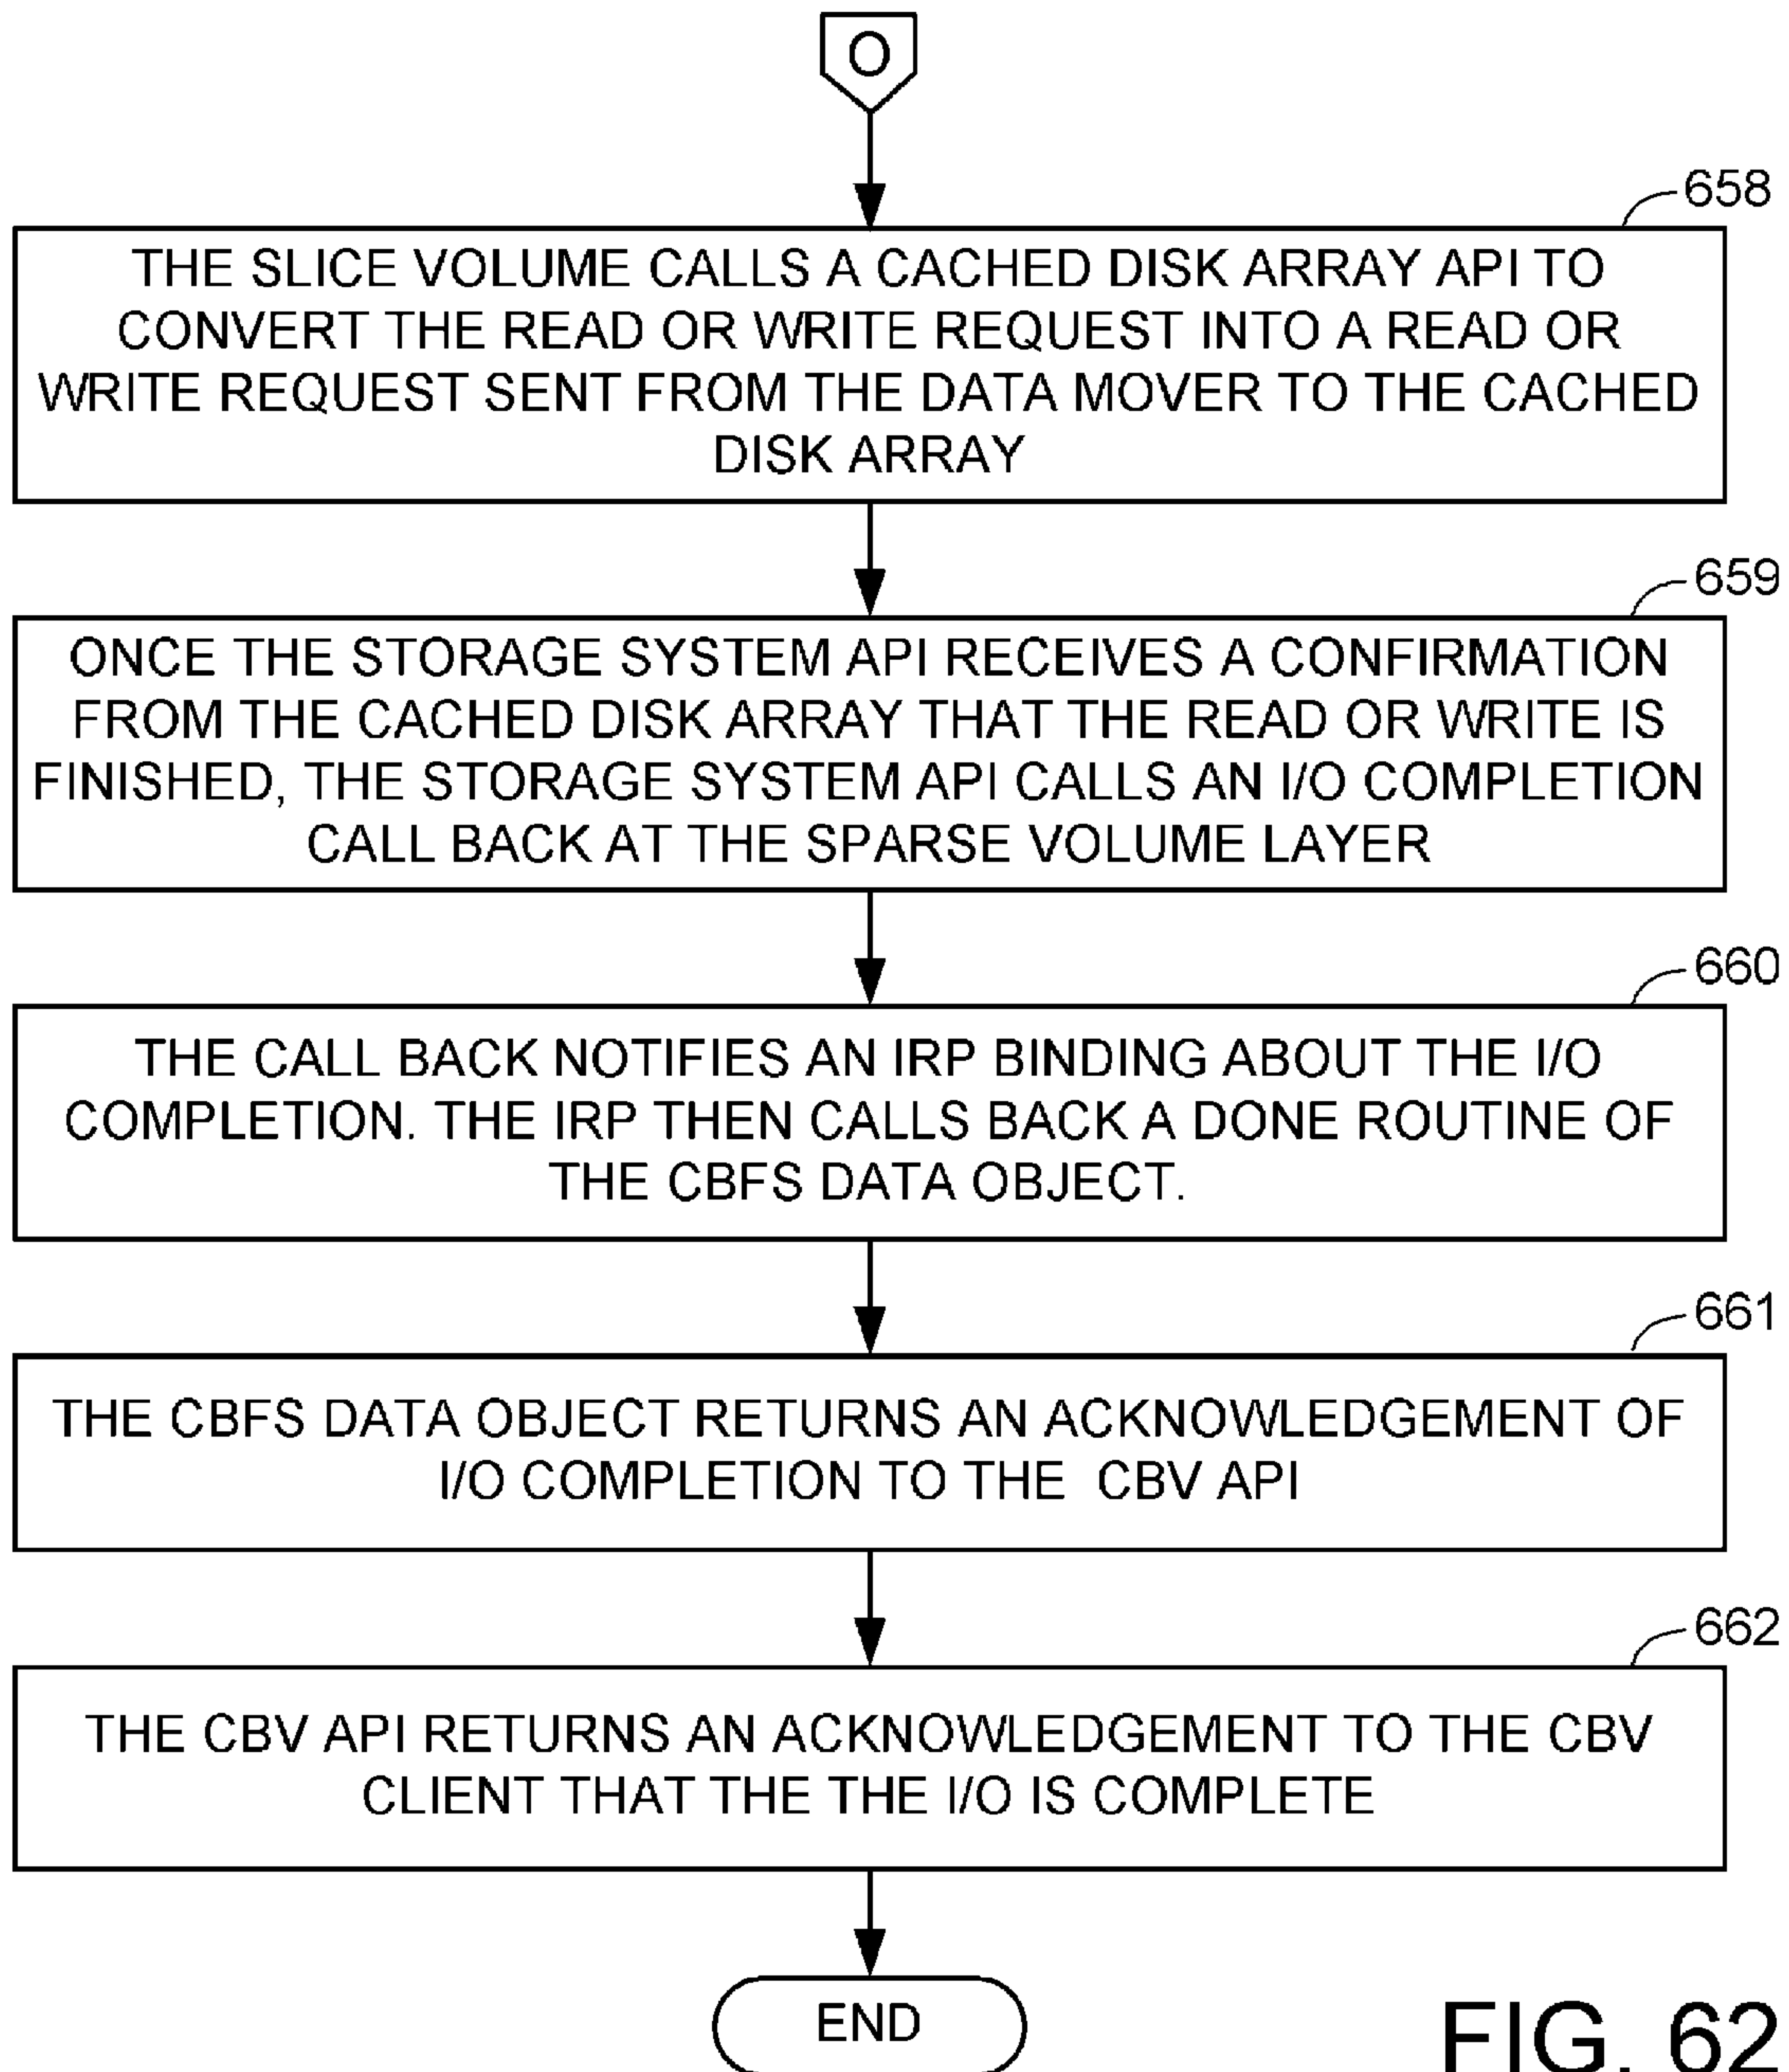 O
658
THE SLICE VOLUME CALLS A CACHED DISK ARRAY API TO
CONVERT THE READ OR WRITE REQUEST INTO A READ OR
WRITE REQUEST SENT FROM THE DATA MOVER TO THE CACHED
DISK ARRAY
659
ONCE THE STORAGE SYSTEM API RECEIVES A CONFIRMATION
FROM THE CACHED DISK ARRAY THAT THE READ OR WRITE IS
FINISHED, THE STORAGE SYSTEM API CALLS AN I/O COMPLETION
CALL BACK AT THE SPARSE VOLUME LAYER
660
THE CALL BACK NOTIFIES AN IRP BINDING ABOUT THE I/O
COMPLETION. THE IRP THEN CALLS BACK A DONE ROUTINE OF
THE CBFS DATA OBJECT.
661
THE CBFS DATA OBJECT RETURNS AN ACKNOWLEDGEMENT OF
I/O COMPLETION TO THE CBV API
662
THE CBV API RETURNS AN ACKNOWLEDGEMENT TO THE CBV
CLIENT THAT THE THE I/O IS COMPLETE
END
FIG. 62